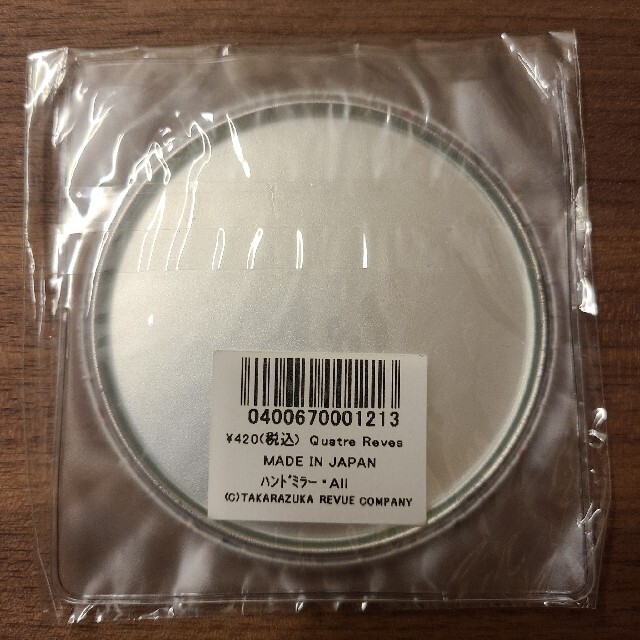 0400670001213
¥420(税込) Quatre Reves
MADE IN JAPAN
ハンドミラー・All
(C)TAKARAZUKA REVUE COMPANY